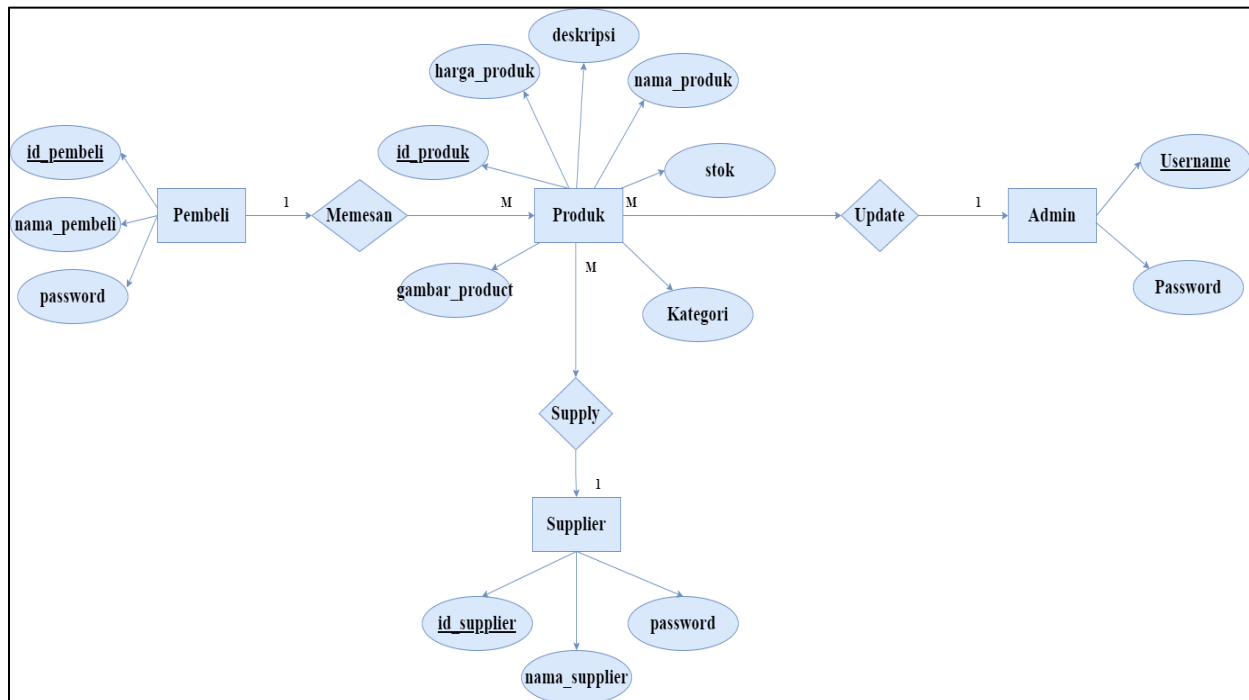 deskripsi
harga_produk
nama_produk
id_pembeli
id_produk
stok
Username
Pembeli
1
Memesan
M
Produk
M
Update
1
Admin
nama_pembeli
password
gambar_product
M
Kategori
Password
Supply
1
Supplier
id_supplier
password
nama_supplier